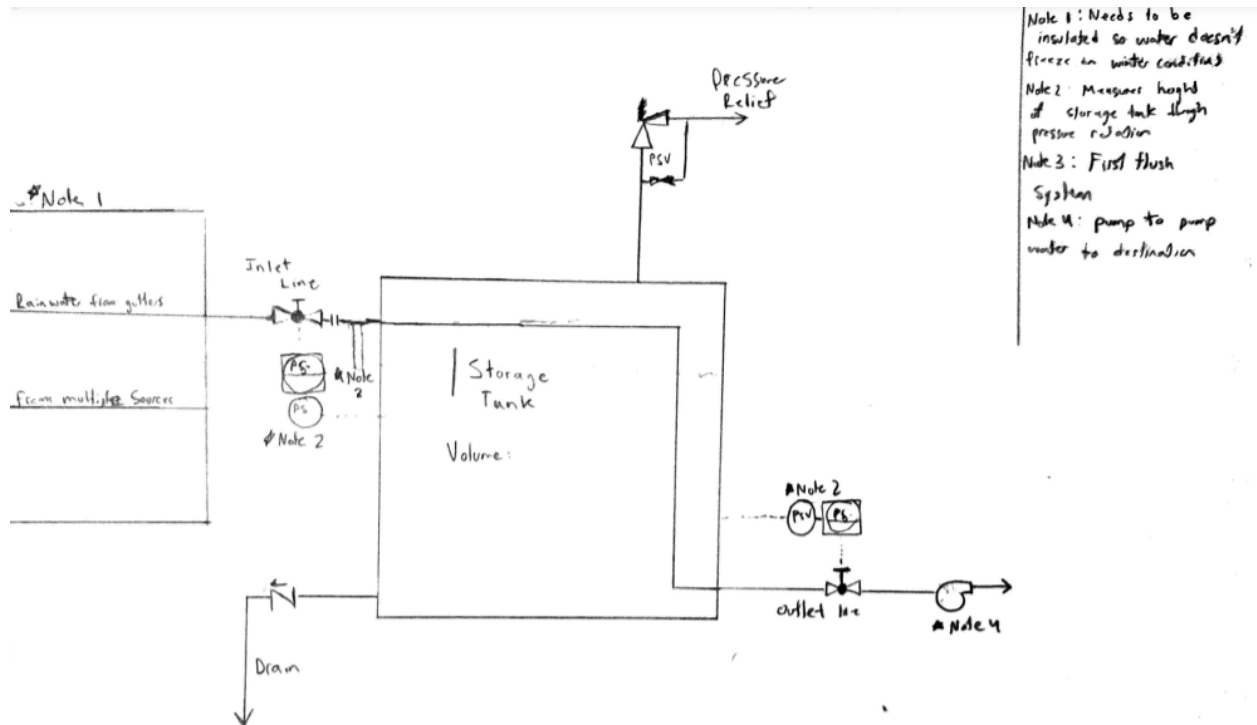 Note 1: Needs to be
insulated so water doesn't
freeze in winter conditions
Note 2: Measures height
of storage tank through
pressure relation
Note 3: First flush
System
Note 4: pump to pump
water to destination
Pressure
Relief
PSV
*Note 1
Inlet
Line
Rainwater from gutters
PS.
*Note
from multiple Sources
PS
*Note 2
Storage
Tank
Volume:
*Note 2
PSV
PS.
outlet line
*Note 4
Drain